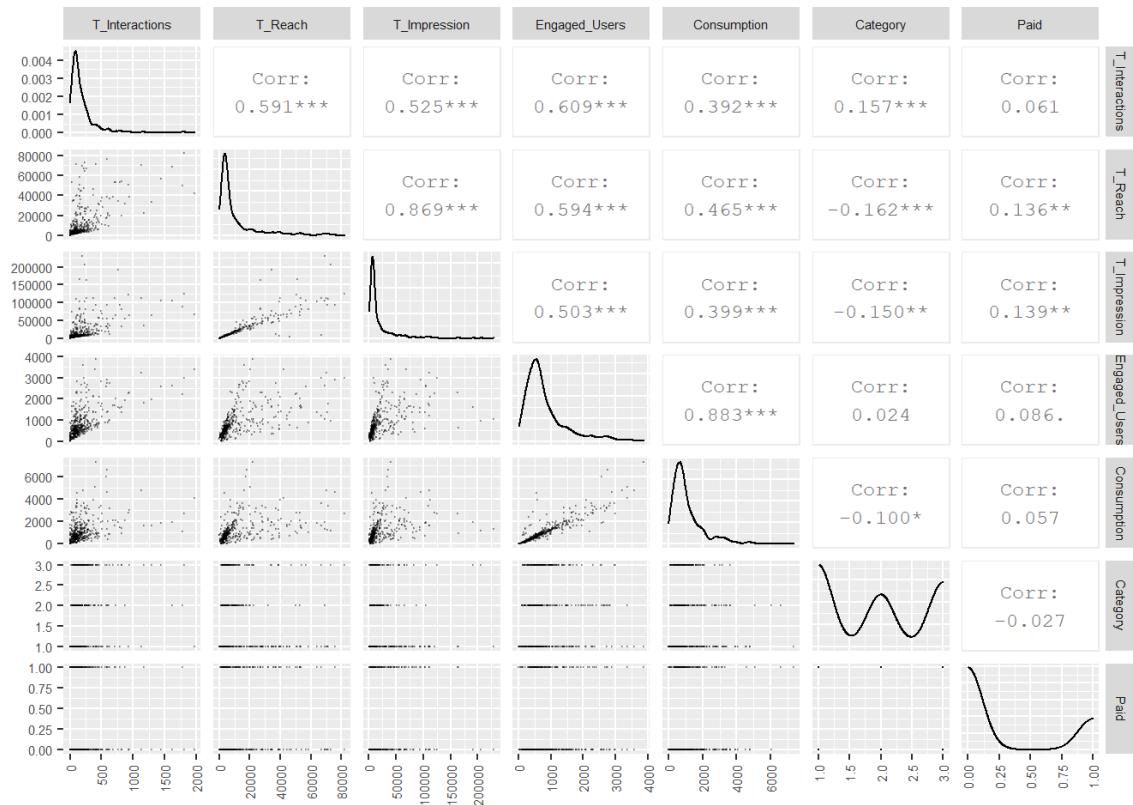 T_Interactions T_Reach T_Impression Engaged_Users Consumption Category Paid
0.004
0.003
0.002
0.001
0.000
Corr:
0.591***
Corr:
0.525***
Corr:
0.609***
Corr:
0.392***
Corr:
0.157***
Corr:
0.061
T_Interactions
80000
60000
40000
20000
0
Corr:
0.869***
Corr:
0.594***
Corr:
0.465***
Corr:
-0.162***
Corr:
0.136**
T_Reach
200000
150000
100000
50000
0
Corr:
0.503***
Corr:
0.399***
Corr:
-0.150**
Corr:
0.139**
T_Impression
4000
3000
2000
1000
0
Corr:
0.883***
Corr:
0.024
Corr:
0.086.
Engaged_Users
6000
4000
2000
0
Corr:
-0.100*
Corr:
0.057
Consumption
3.0
2.5
2.0
1.5
1.0
Corr:
-0.027
Category
1.00
0.75
0.50
0.25
0.00
Paid
0 500 1000 1500 2000
0 20000 40000 60000 80000
0 50000 100000 150000 200000
0 1000 2000 3000 4000
0 2000 4000 6000
1.0 1.5 2.0 2.5 3.0
0.00 0.25 0.50 0.75 1.00